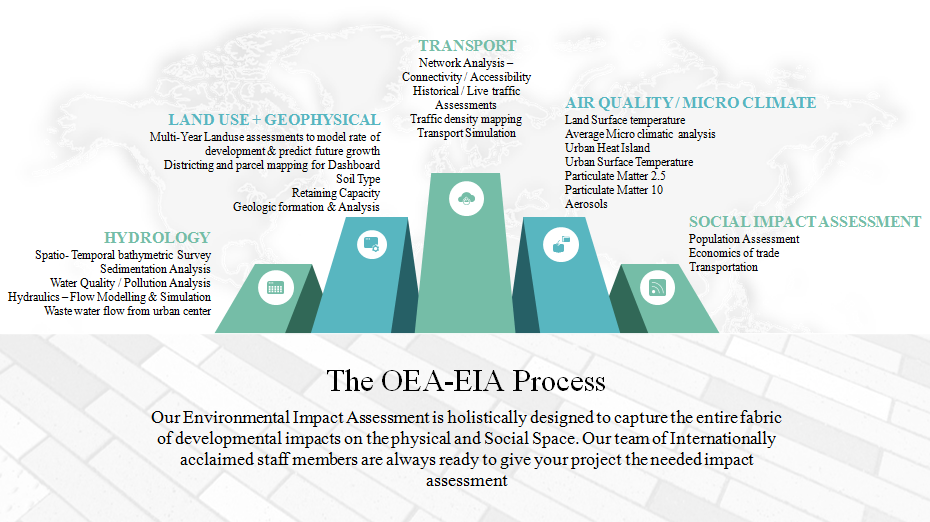 TRANSPORT
Network Analysis –
Connectivity / Accessibility
Historical / Live traffic
Assessments
Traffic density mapping
Transport Simulation
AIR QUALITY / MICRO CLIMATE
Land Surface temperature
Average Micro climatic analysis
Urban Heat Island
Urban Surface Temperature
Particulate Matter 2.5
Particulate Matter 10
Aerosols
LAND USE + GEOPHYSICAL
Multi-Year Landuse assessments to model rate of
development & predict future growth
Districting and parcel mapping for Dashboard
Soil Type
Retaining Capacity
Geologic formation & Analysis
SOCIAL IMPACT ASSESSMENT
Population Assessment
Economics of trade
Transportation
HYDROLOGY
Spatio- Temporal bathymetric Survey
Sedimentation Analysis
Water Quality / Pollution Analysis
Hydraulics – Flow Modelling & Simulation
Waste water flow from urban center
The OEA-EIA Process
Our Environmental Impact Assessment is holistically designed to capture the entire fabric
of developmental impacts on the physical and Social Space. Our team of Internationally
acclaimed staff members are always ready to give your project the needed impact
assessment